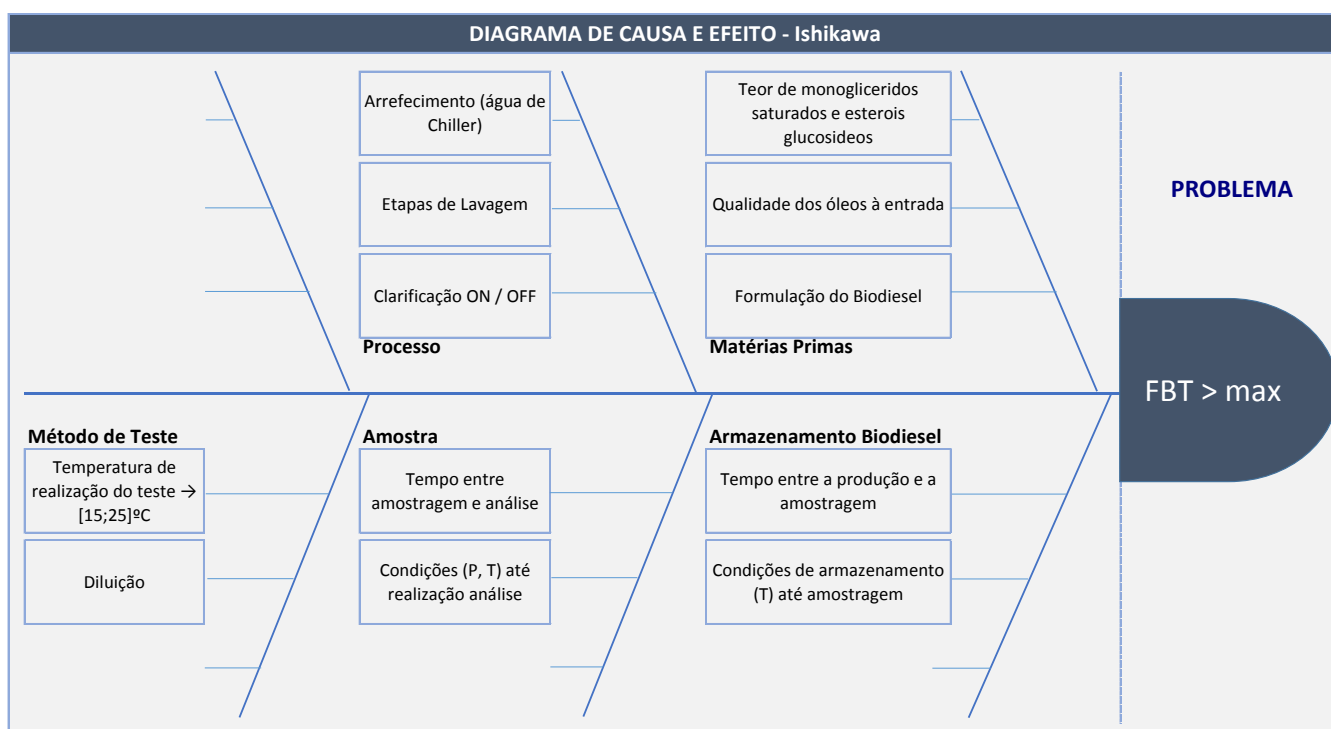 DIAGRAMA DE CAUSA E EFEITO - Ishikawa
Arrefecimento (água de
Chiller)
Etapas de Lavagem
Clarificação ON / OFF
Processo
Teor de monogliceridos
saturados e esterois
glucosideos
Qualidade dos óleos à entrada
Formulação do Biodiesel
Matérias Primas
PROBLEMA
FBT > max
Método de Teste
Temperatura de
realização do teste →
[15;25]ºC
Diluição
Amostra
Tempo entre
amostragem e análise
Condições (P, T) até
realização análise
Armazenamento Biodiesel
Tempo entre a produção e a
amostragem
Condições de armazenamento
(T) até amostragem